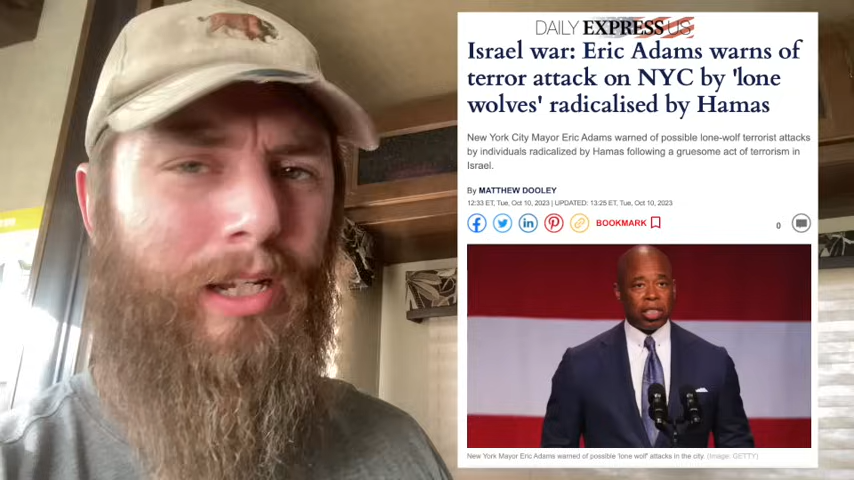 DAILY EXPRESS US
Israel war: Eric Adams warns of
terror attack on NYC by 'lone
wolves' radicalised by Hamas
New York City Mayor Eric Adams warned of possible lone-wolf terrorist attacks
by individuals radicalized by Hamas following a gruesome act of terrorism in
Israel.
By MATTHEW DOOLEY
12:33 ET, Tue, Oct 10, 2023 | UPDATED: 13:25 ET, Tue, Oct 10, 2023
BOOKMARK
0
New York Mayor Eric Adams warned of possible 'lone wolf' attacks in the city. (Image: GETTY)